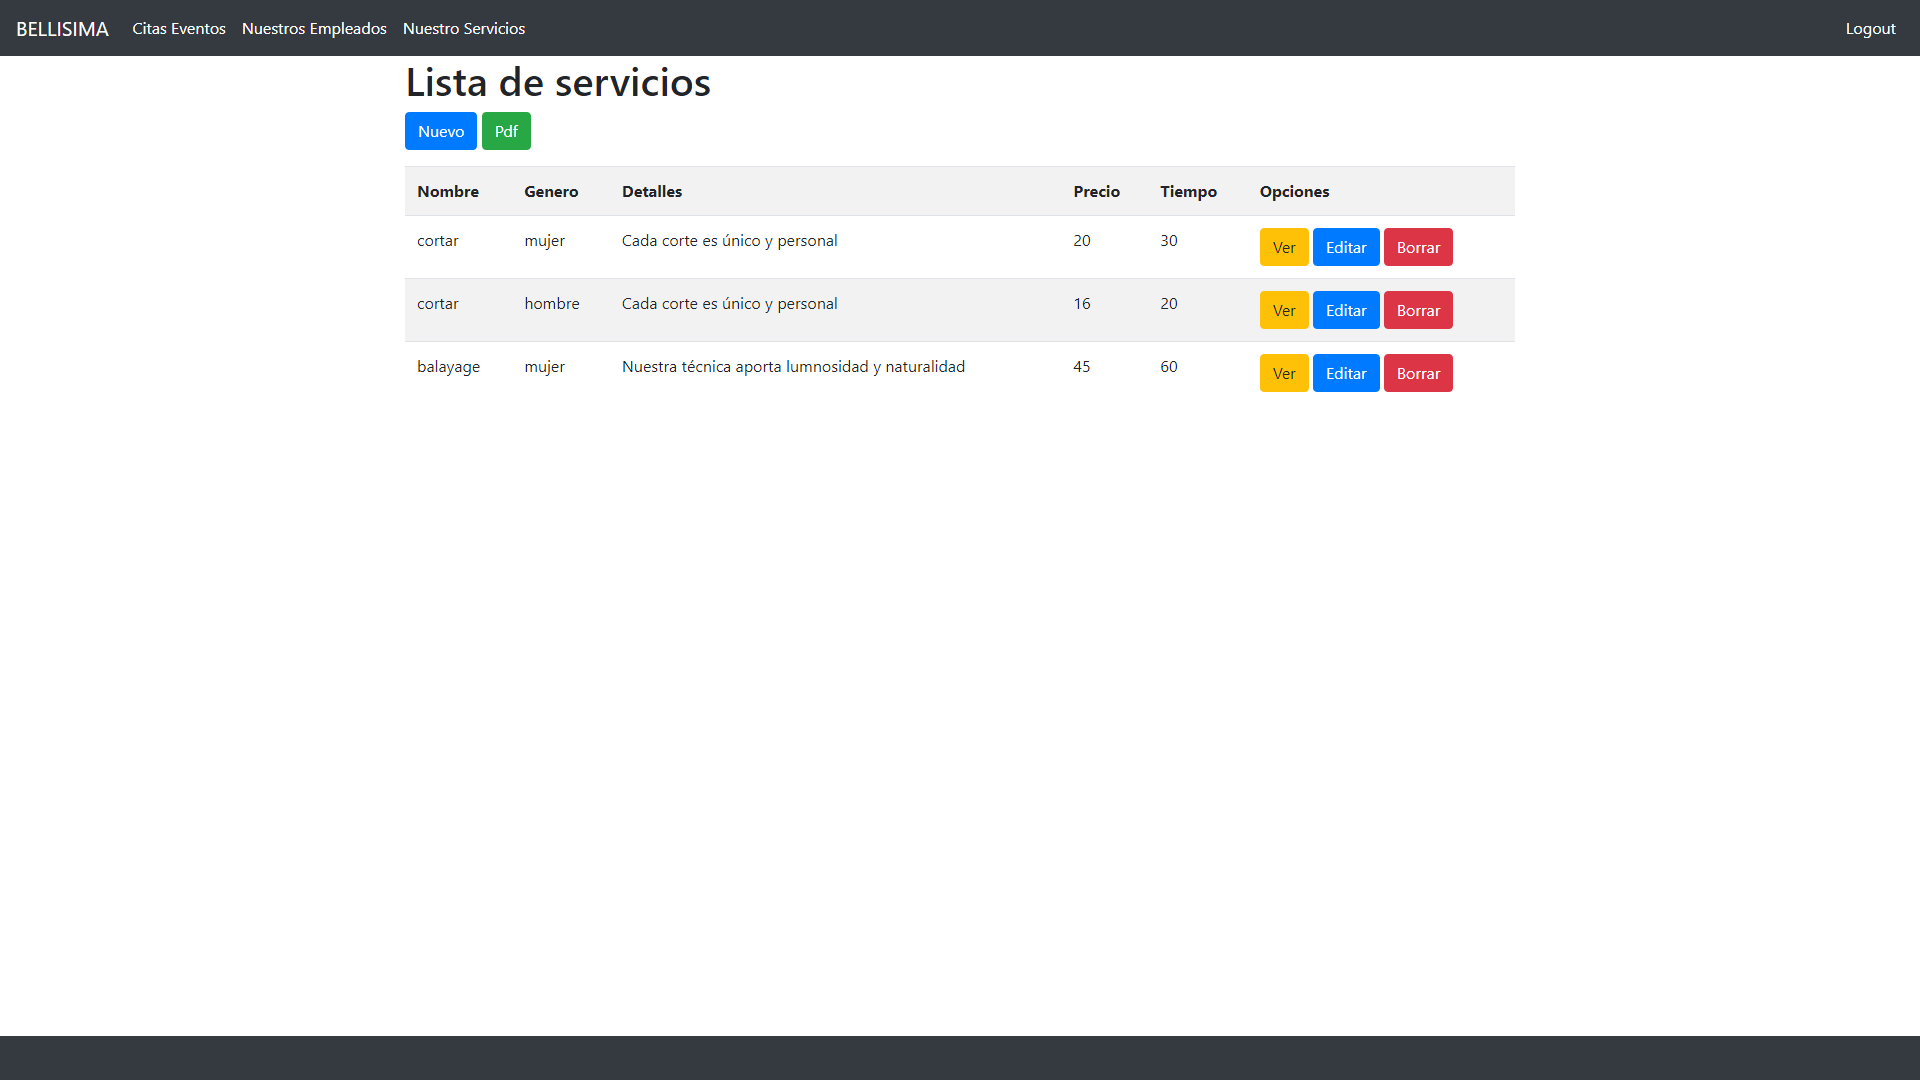 BELLISIMA Citas Eventos Nuestros Empleados Nuestro Servicios Logout
Lista de servicios
Nuevo Pdf
Nombre Genero Detalles Precio Tiempo Opciones
cortar mujer Cada corte es único y personal 20 30 Ver Editar Borrar
cortar hombre Cada corte es único y personal 16 20 Ver Editar Borrar
balayage mujer Nuestra técnica aporta lumnosidad y naturalidad 45 60 Ver Editar Borrar